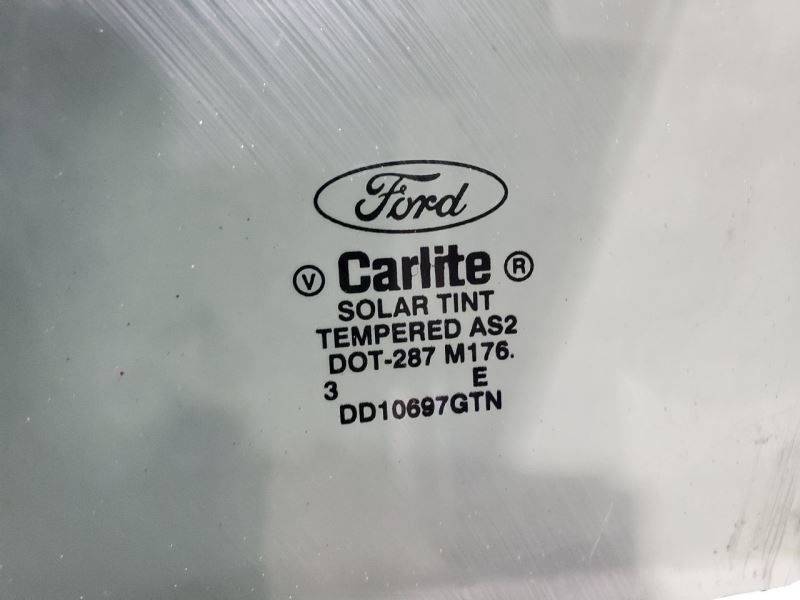 Ford
V Carlite R
SOLAR TINT
TEMPERED AS2
DOT-287 M176.
3 E
DD10697GTN